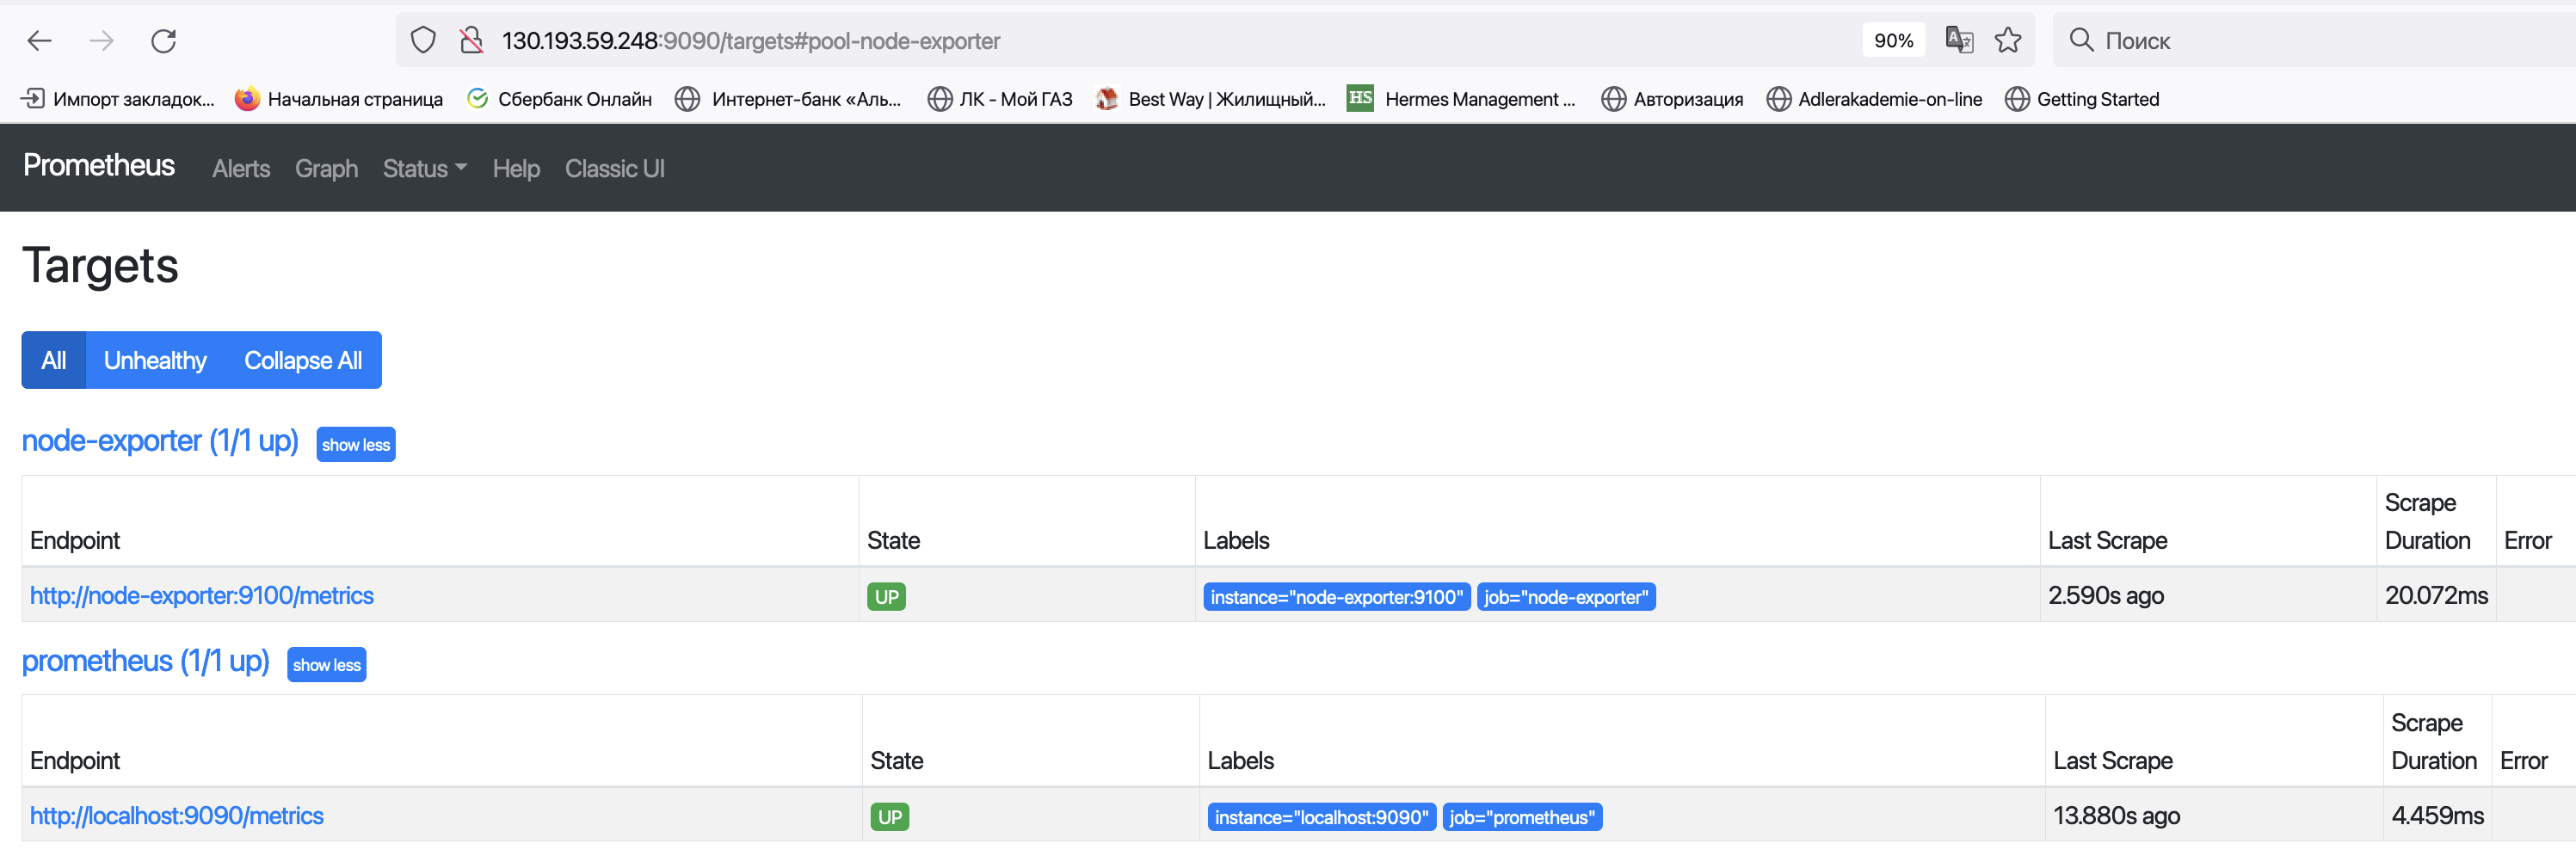 130.193.59.248:9090/targets#pool-node-exporter 90% Поиск
Импорт закладок... Начальная страница Сбербанк Онлайн Интернет-банк «Аль... ЛК - Мой ГАЗ Best Way | Жилищный... HS Hermes Management ... Авторизация Adlerakademie-on-line Getting Started
Prometheus Alerts Graph Status Help Classic UI
Targets
All Unhealthy Collapse All
node-exporter (1/1 up) show less
Endpoint State Labels Last Scrape Scrape Duration Error
http://node-exporter:9100/metrics UP instance="node-exporter:9100" job="node-exporter" 2.590s ago 20.072ms
prometheus (1/1 up) show less
Endpoint State Labels Last Scrape Scrape Duration Error
http://localhost:9090/metrics UP instance="localhost:9090" job="prometheus" 13.880s ago 4.459ms